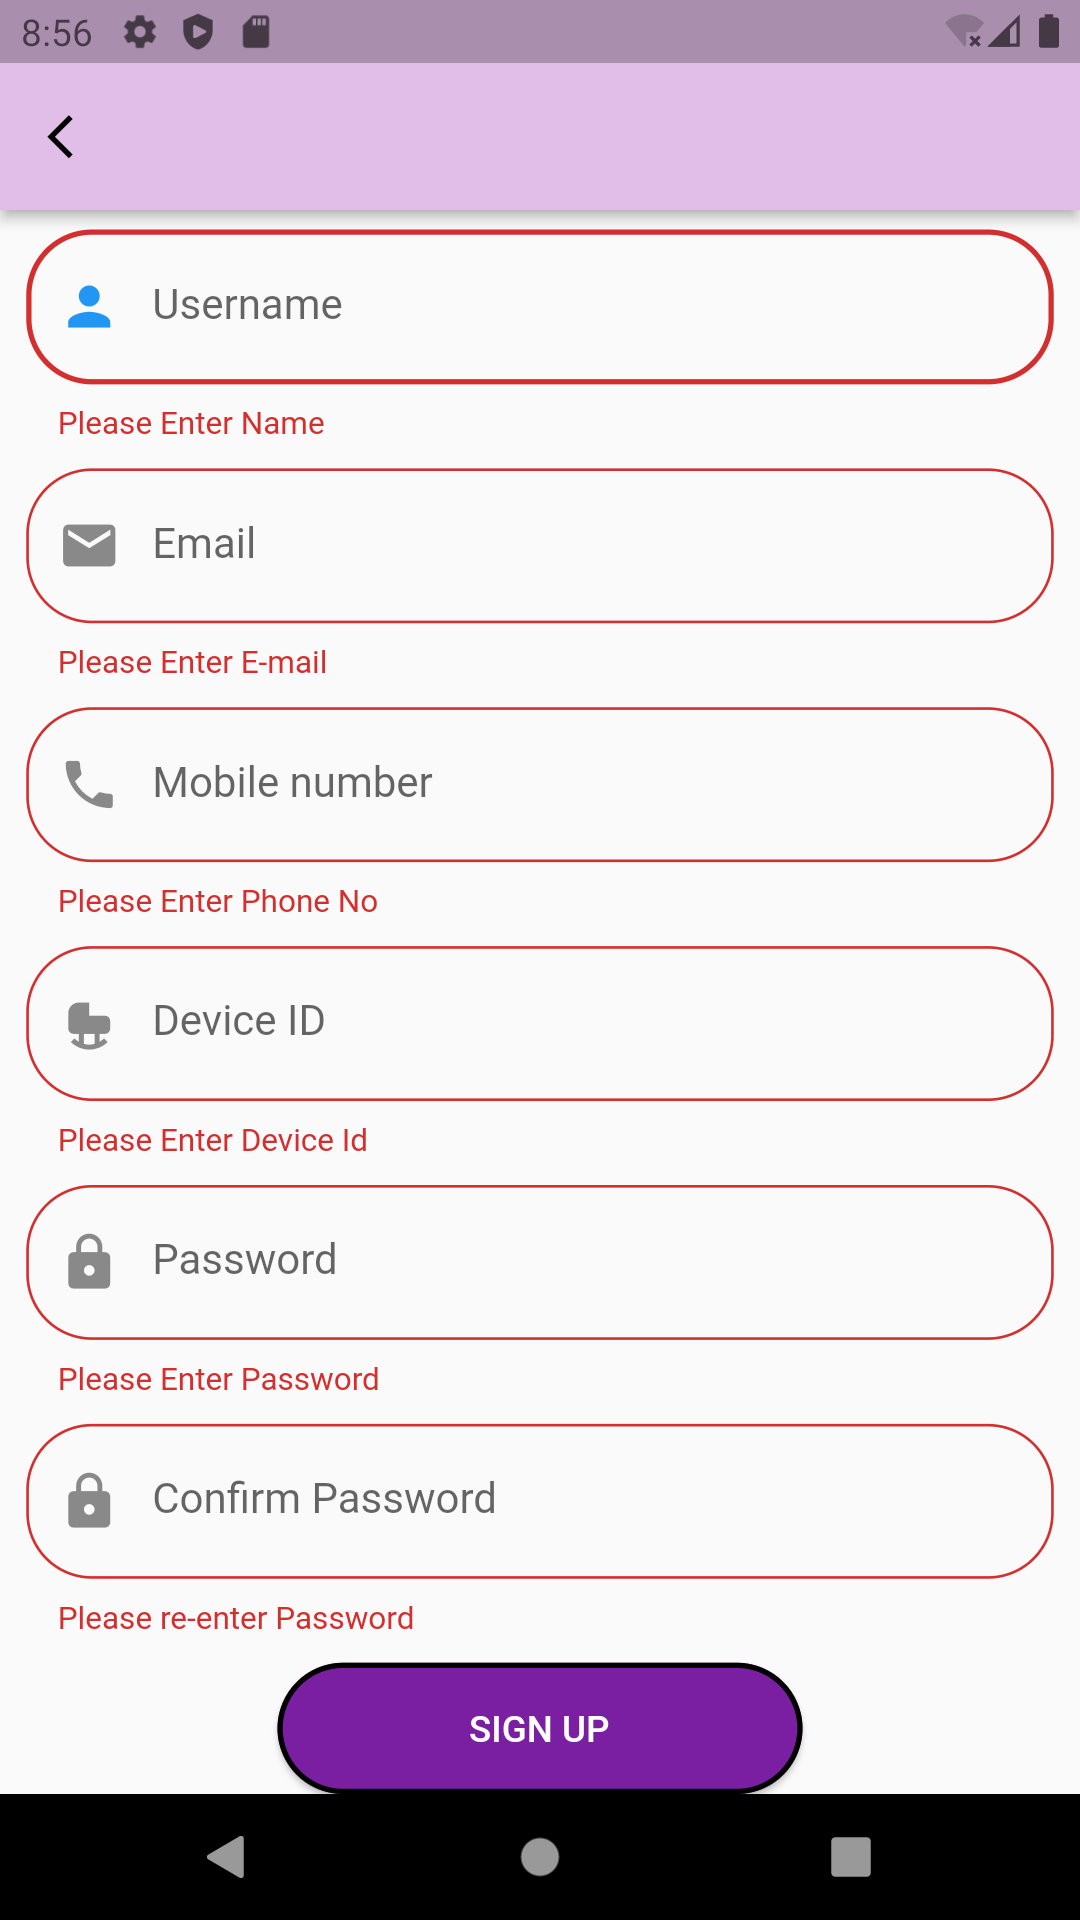 8:56
Username
Please Enter Name
Email
Please Enter E-mail
Mobile number
Please Enter Phone No
Device ID
Please Enter Device Id
Password
Please Enter Password
Confirm Password
Please re-enter Password
SIGN UP